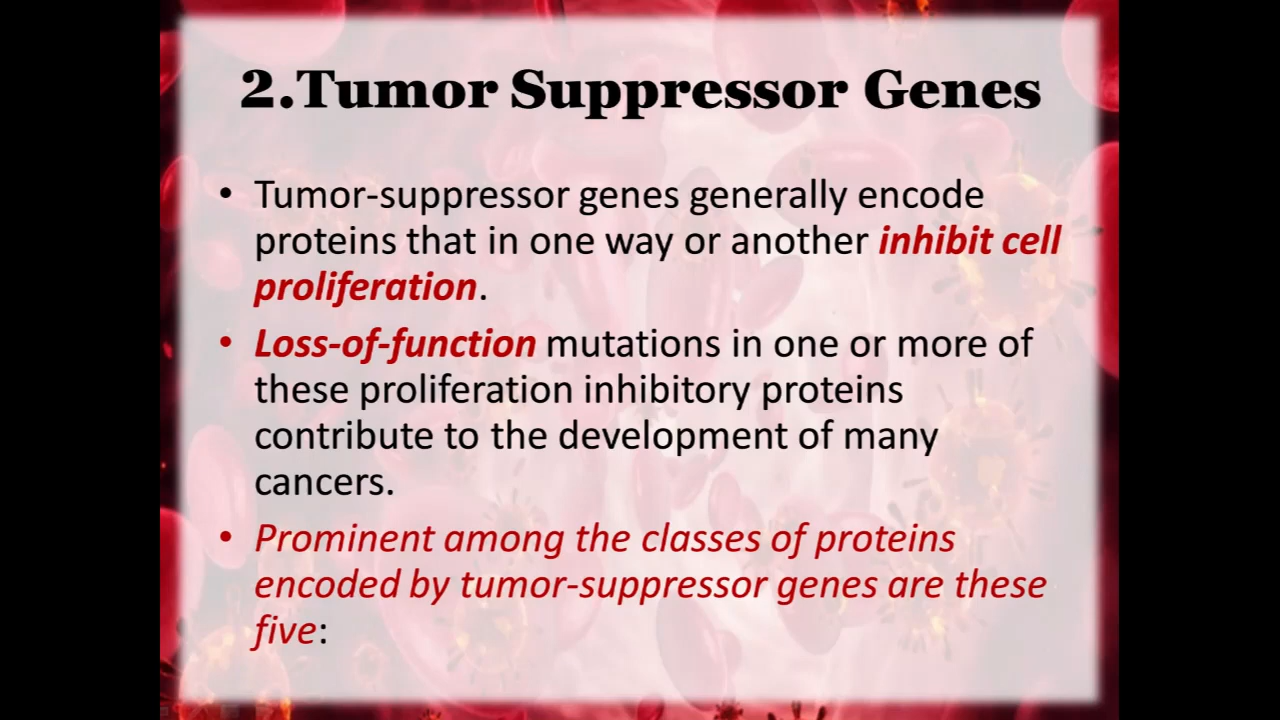 2.Tumor Suppressor Genes
• Tumor-suppressor genes generally encode
proteins that in one way or another inhibit cell
proliferation.
• Loss-of-function mutations in one or more of
these proliferation inhibitory proteins
contribute to the development of many
cancers.
• Prominent among the classes of proteins
encoded by tumor-suppressor genes are these
five: